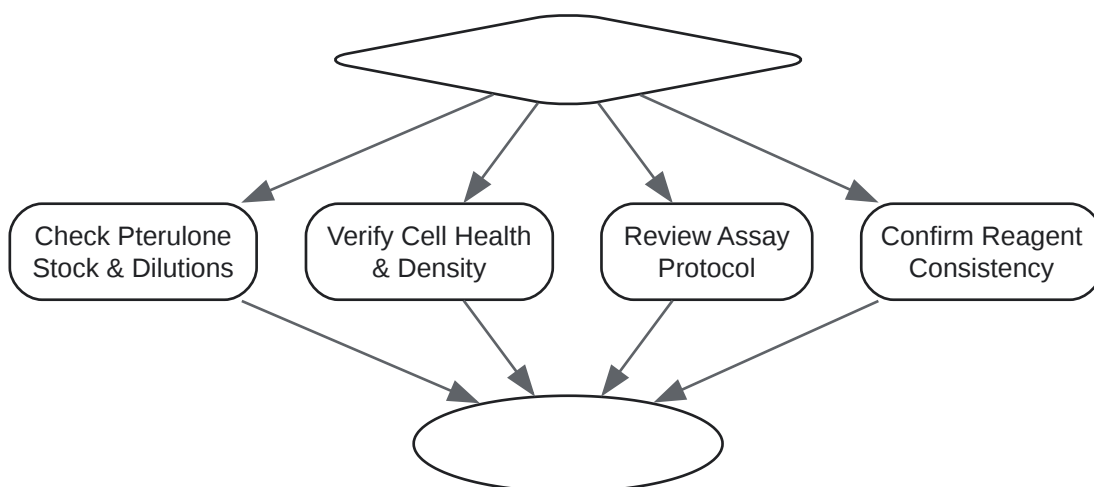 Check Pterulone
Stock & Dilutions
Verify Cell Health
& Density
Review Assay
Protocol
Confirm Reagent
Consistency